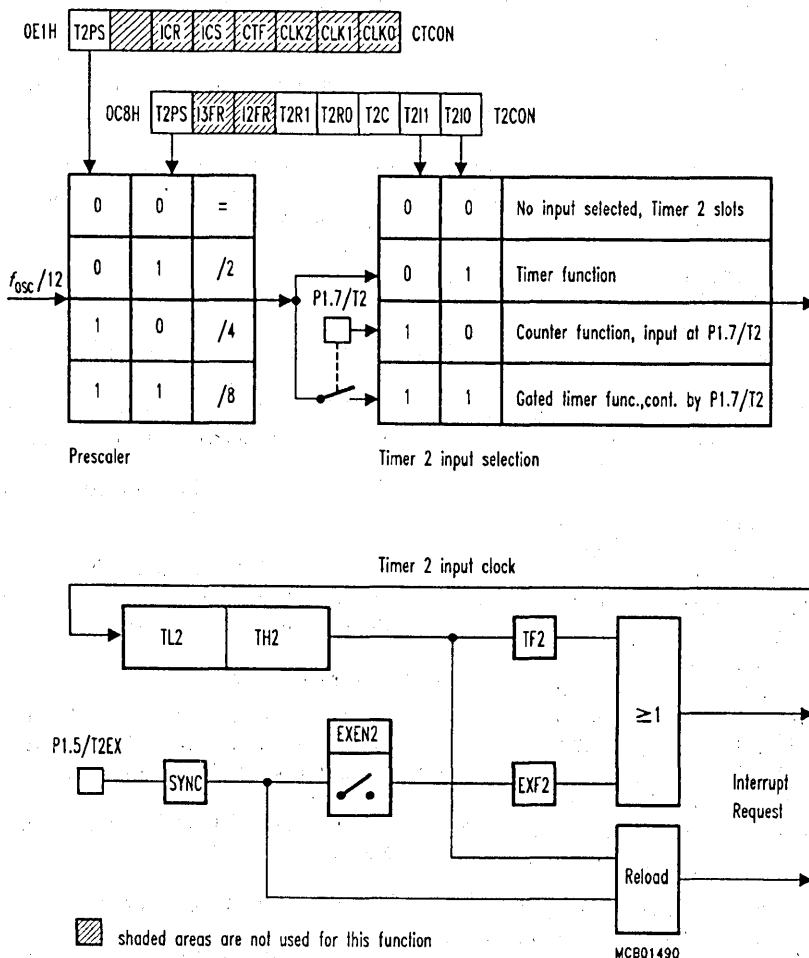 0E1H T2PS ICR ICS CTF CLK2 CLK1 CLK0 CTCON
0C8H T2PS I3FR I2FR T2R1 T2R0 T2C T2I1 T2I0 T2CON
0 0 =
0 1 /2
1 0 /4
1 1 /8
fosc/12
Prescaler
P1.7/T2
0 0 No input selected, Timer 2 slots
0 1 Timer function
1 0 Counter function, input at P1.7/T2
1 1 Gated timer func.,cont. by P1.7/T2
Timer 2 input selection
Timer 2 input clock
TL2 TH2 TF2
≥1
P1.5/T2EX
SYNC
EXEN2
EXF2
Interrupt
Request
Reload
shaded areas are not used for this function
MCB01490